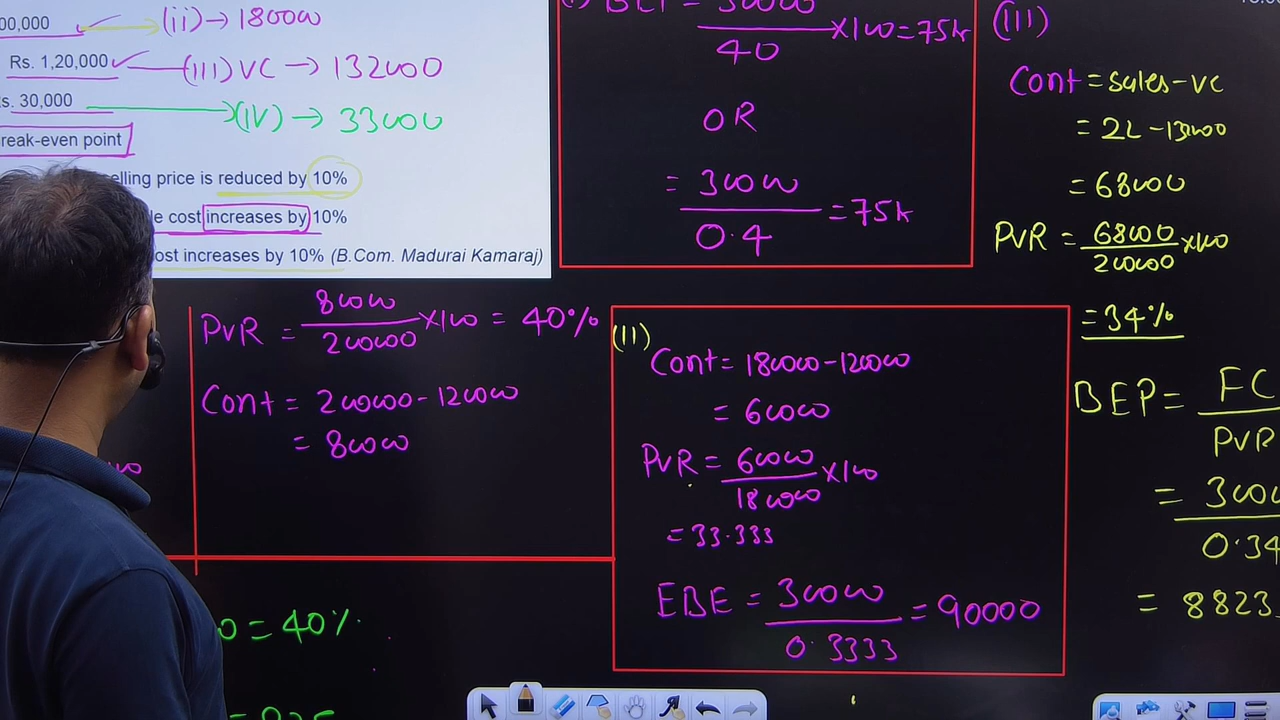 00,000 (ii) → 180000
Rs. 1,20,000 (III) VC → 132000
s. 30,000 (IV) → 33000
reak-even point
elling price is reduced by 10%
le cost increases by 10%
ost increases by 10% (B.Com. Madurai Kamaraj)
40 × 100 = 75k
OR
= 30000
0.4 = 75k
(III)
Cont = Sales - VC
= 2L - 132000
= 68000
PVR = 68000
200000 × 100
= 34%
BEP = FC
PVR
= 3000
0.34
= 8823
PVR = 80000
200000 × 100 = 40%
Cont = 200000 - 120000
= 80000
(II)
Cont = 180000 - 120000
= 60000
PVR = 60000
180000 × 100
= 33.333
EBE = 30000
0.3333 = 90000
0 = 40%